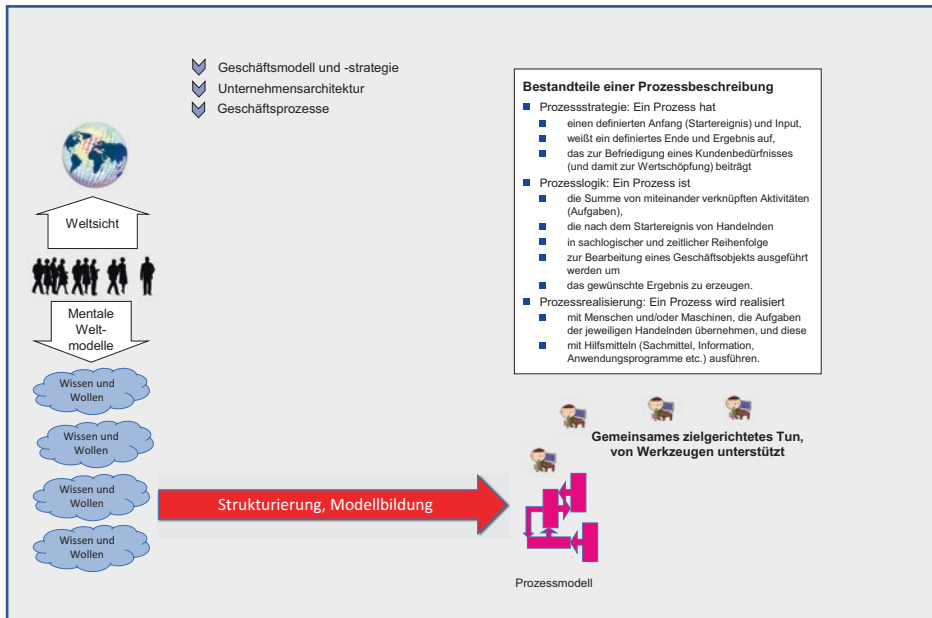 Geschäftsmodell und -strategie
Unternehmensarchitektur
Geschäftsprozesse
Weltsicht
Mentale
Welt-
modelle
Wissen und
Wollen
Wissen und
Wollen
Wissen und
Wollen
Wissen und
Wollen
Strukturierung, Modellbildung
Bestandteile einer Prozessbeschreibung
Prozessstrategie: Ein Prozess hat
einen definierten Anfang (Startereignis) und Input,
weißt ein definiertes Ende und Ergebnis auf,
das zur Befriedigung eines Kundenbedürfnisses
(und damit zur Wertschöpfung) beiträgt
Prozesslogik: Ein Prozess ist
die Summe von miteinander verknüpften Aktivitäten
(Aufgaben),
die nach dem Startereignis von Handelnden
in sachlogischer und zeitlicher Reihenfolge
zur Bearbeitung eines Geschäftsobjekts ausgeführt
werden um
das gewünschte Ergebnis zu erzeugen.
Prozessrealisierung: Ein Prozess wird realisiert
mit Menschen und/oder Maschinen, die Aufgaben
der jeweiligen Handelnden übernehmen, und diese
mit Hilfsmitteln (Sachmittel, Information,
Anwendungsprogramme etc.) ausführen.
Gemeinsames zielgerichtetes Tun,
von Werkzeugen unterstützt
Prozessmodell